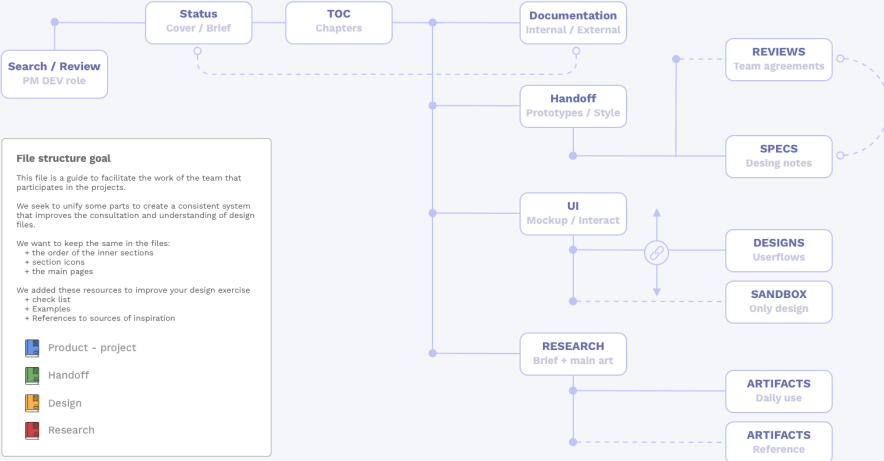 Status
Cover / Brief
TOC
Chapters
Documentation
Internal / External
Search / Review
PM DEV role
REVIEWS
Team agreements
Handoff
Prototypes / Style
SPECS
Desing notes
File structure goal
This file is a guide to facilitate the work of the team that
participates in the projects.
We seek to unify some parts to create a consistent system
that improves the consultation and understanding of design
files.
We want to keep the same in the files:
+ the order of the inner sections
+ section icons
+ the main pages
We added these resources to improve your design exercise
+ check list
+ Examples
+ References to sources of inspiration
Product - project
Handoff
Design
Research
UI
Mockup / Interact
DESIGNS
Userflows
SANDBOX
Only design
RESEARCH
Brief + main art
ARTIFACTS
Daily use
ARTIFACTS
Reference